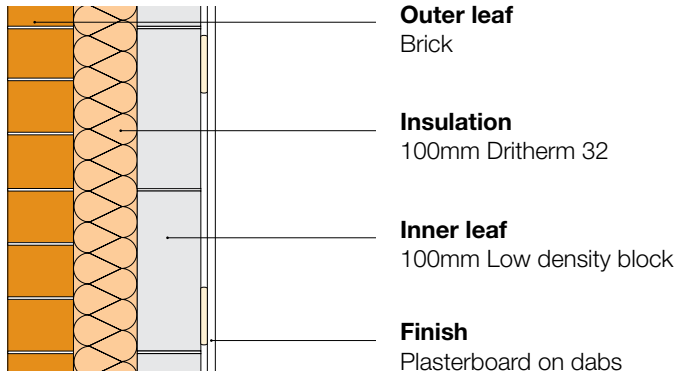 Outer leaf
Brick
Insulation
100mm Dritherm 32
Inner leaf
100mm Low density block
Finish
Plasterboard on dabs